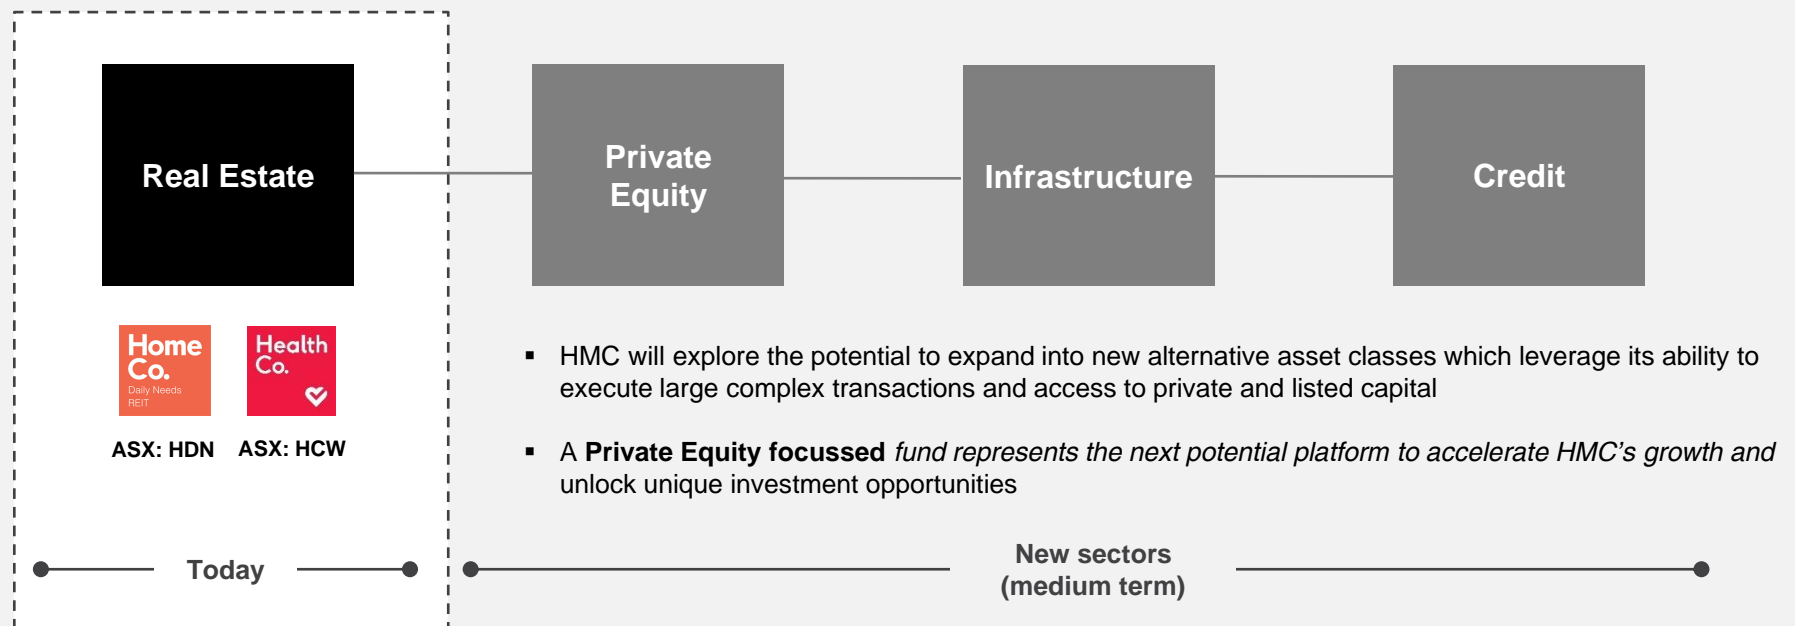 Real Estate
Private
Equity
Infrastructure
Credit
Home
Co.
Daily Needs
REIT
Health
Co.
ASX: HDN
ASX: HCW
▪ HMC will explore the potential to expand into new alternative asset classes which leverage its ability to
execute large complex transactions and access to private and listed capital
▪ A Private Equity focussed fund represents the next potential platform to accelerate HMC's growth and
unlock unique investment opportunities
Today
New sectors
(medium term)